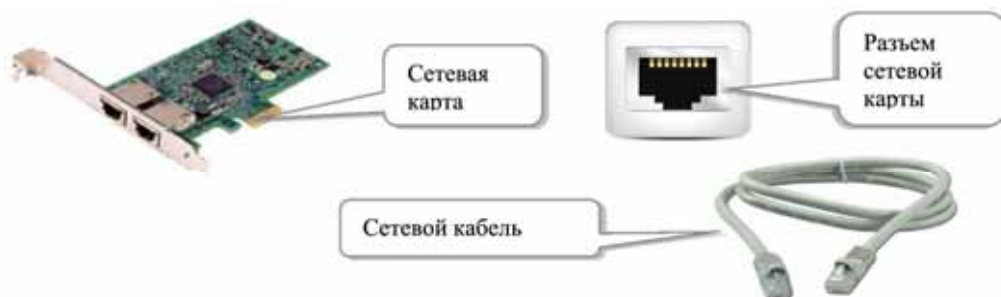 Сетевая
карта
Разъем
сетевой
карты
Сетевой кабель